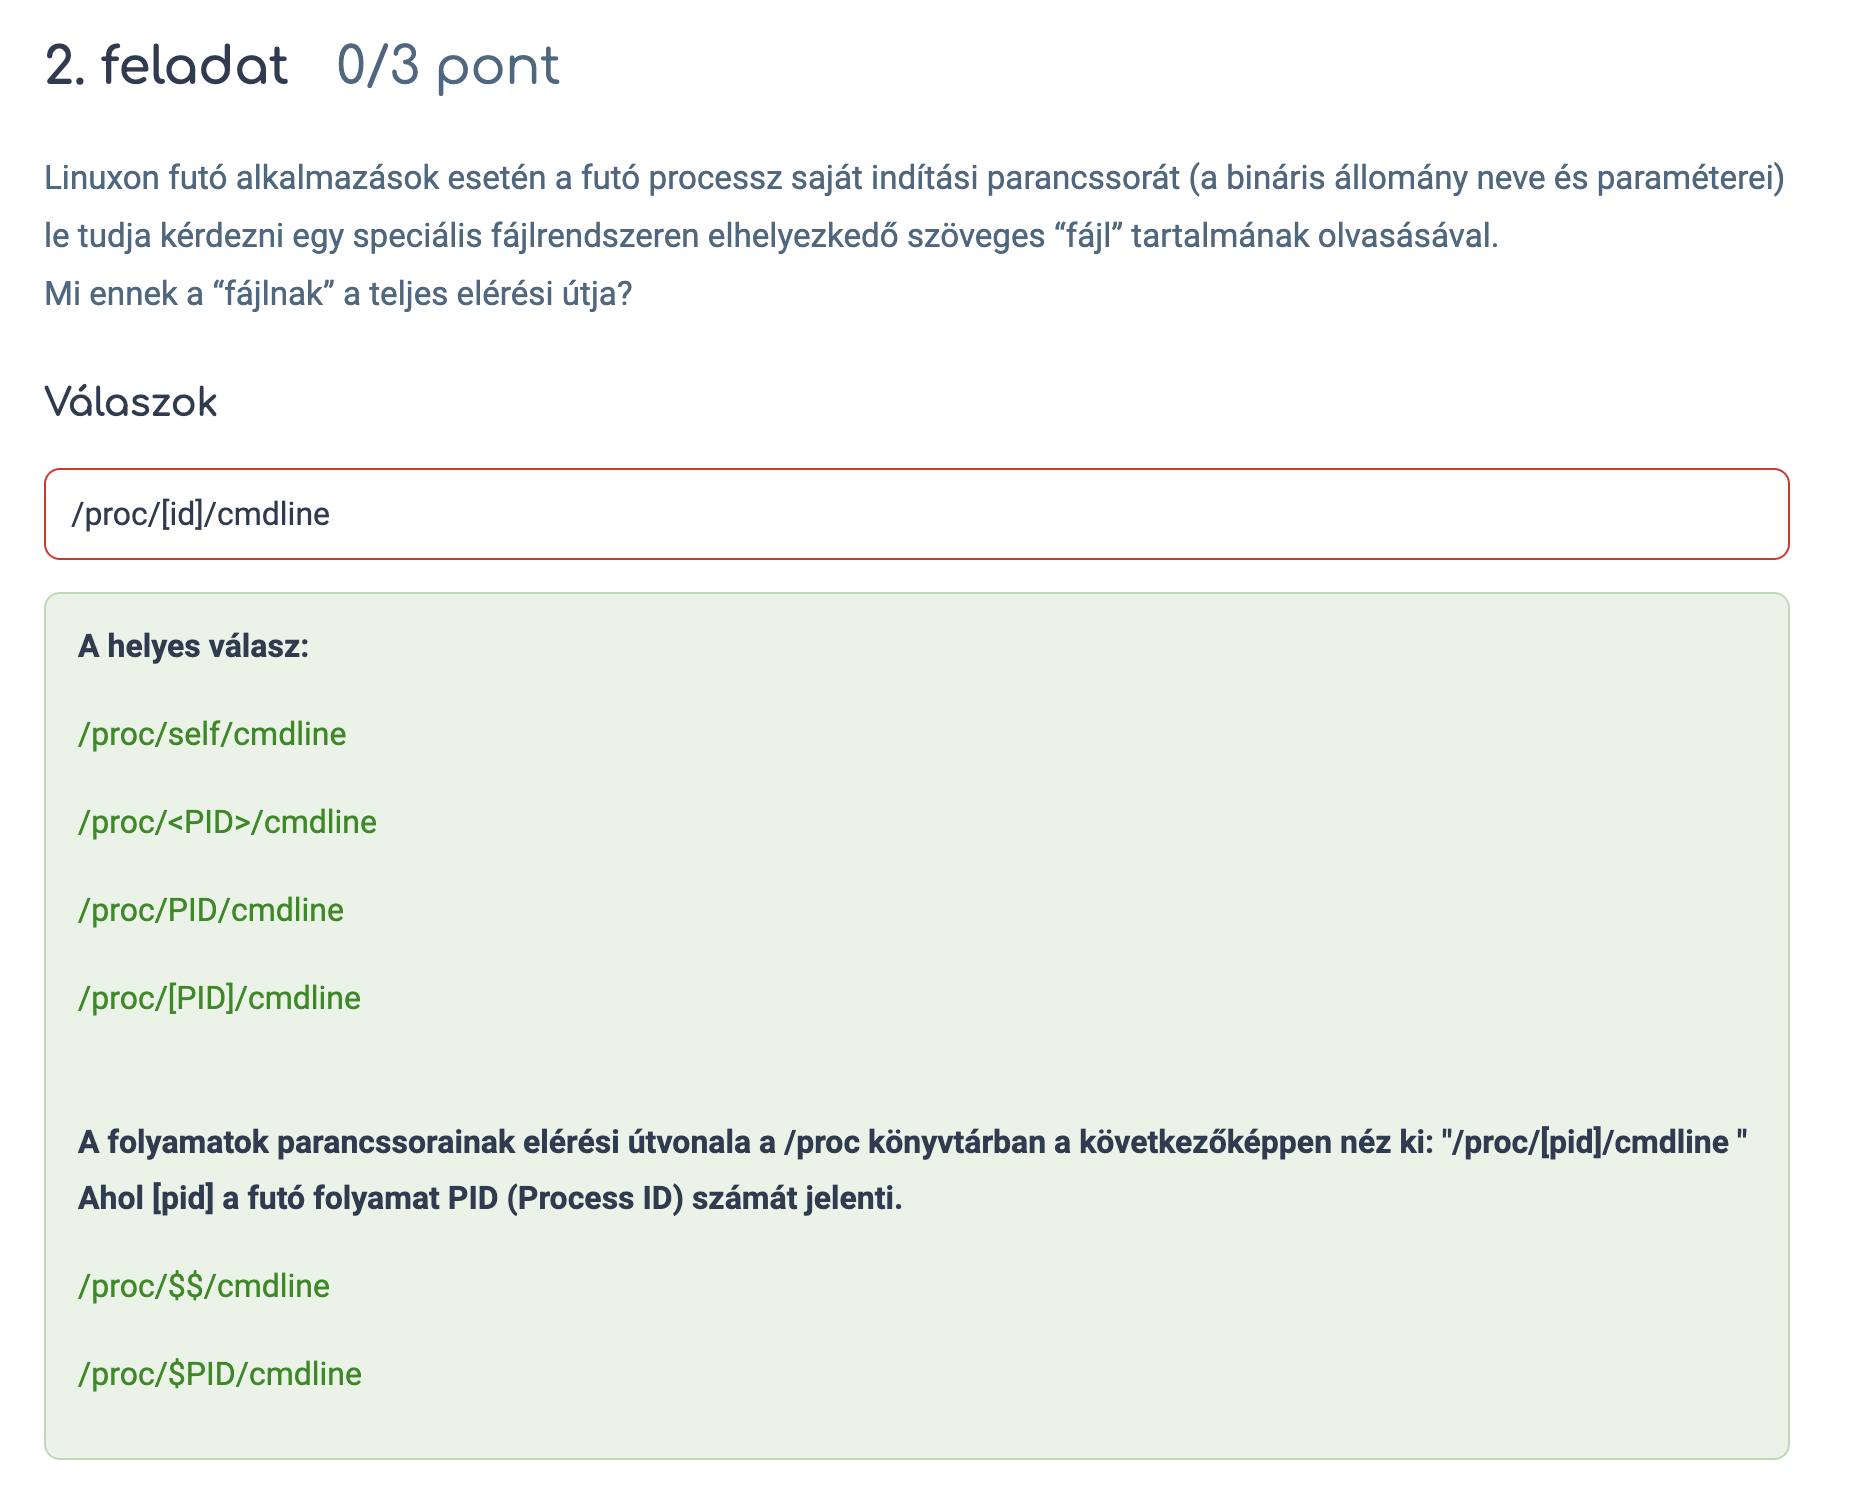 2. feladat 0/3 pont
Linuxon futó alkalmazások esetén a futó processz saját indítási parancssorát (a bináris állomány neve és paraméterei)
le tudja kérdezni egy speciális fájlrendszeren elhelyezkedő szöveges “fájl” tartalmának olvasásával.
Mi ennek a “fájlnak” a teljes elérési útja?
Válaszok
/proc/[id]/cmdline
A helyes válasz:
/proc/self/cmdline
/proc/<PID>/cmdline
/proc/PID/cmdline
/proc/[PID]/cmdline
A folyamatok parancssorainak elérési útvonala a /proc könyvtárban a következőképpen néz ki: "/proc/[pid]/cmdline "
Ahol [pid] a futó folyamat PID (Process ID) számát jelenti.
/proc/$$/cmdline
/proc/$PID/cmdline